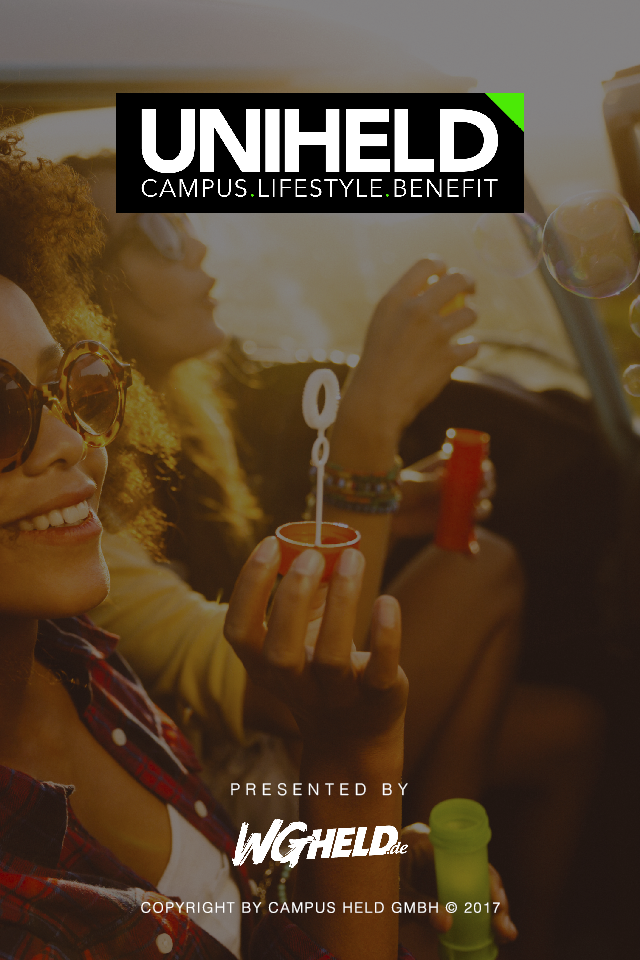 UNIHELD
CAMPUS.LIFESTYLE.BENEFIT
PRESENTED BY
WGHELD.de
COPYRIGHT BY CAMPUS HELD GMBH © 2017